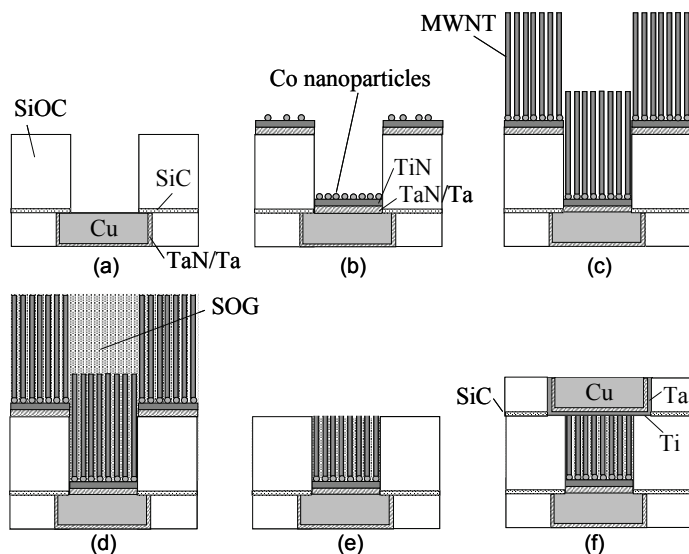 SiOC
SiC
Cu
TaN/Ta
(a)
Co nanoparticles
TiN
TaN/Ta
(b)
MWNT
(c)
SOG
(d)
(e)
SiC
Cu
Ta
Ti
(f)